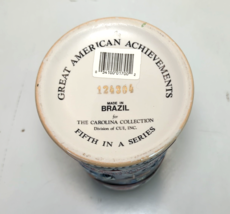 GREAT AMERICAN ACHIEVEMENTS
124304
MADE IN
BRAZIL
for
THE CAROLINA COLLECTION
Division of CUI, INC.
FIFTH IN A SERIES